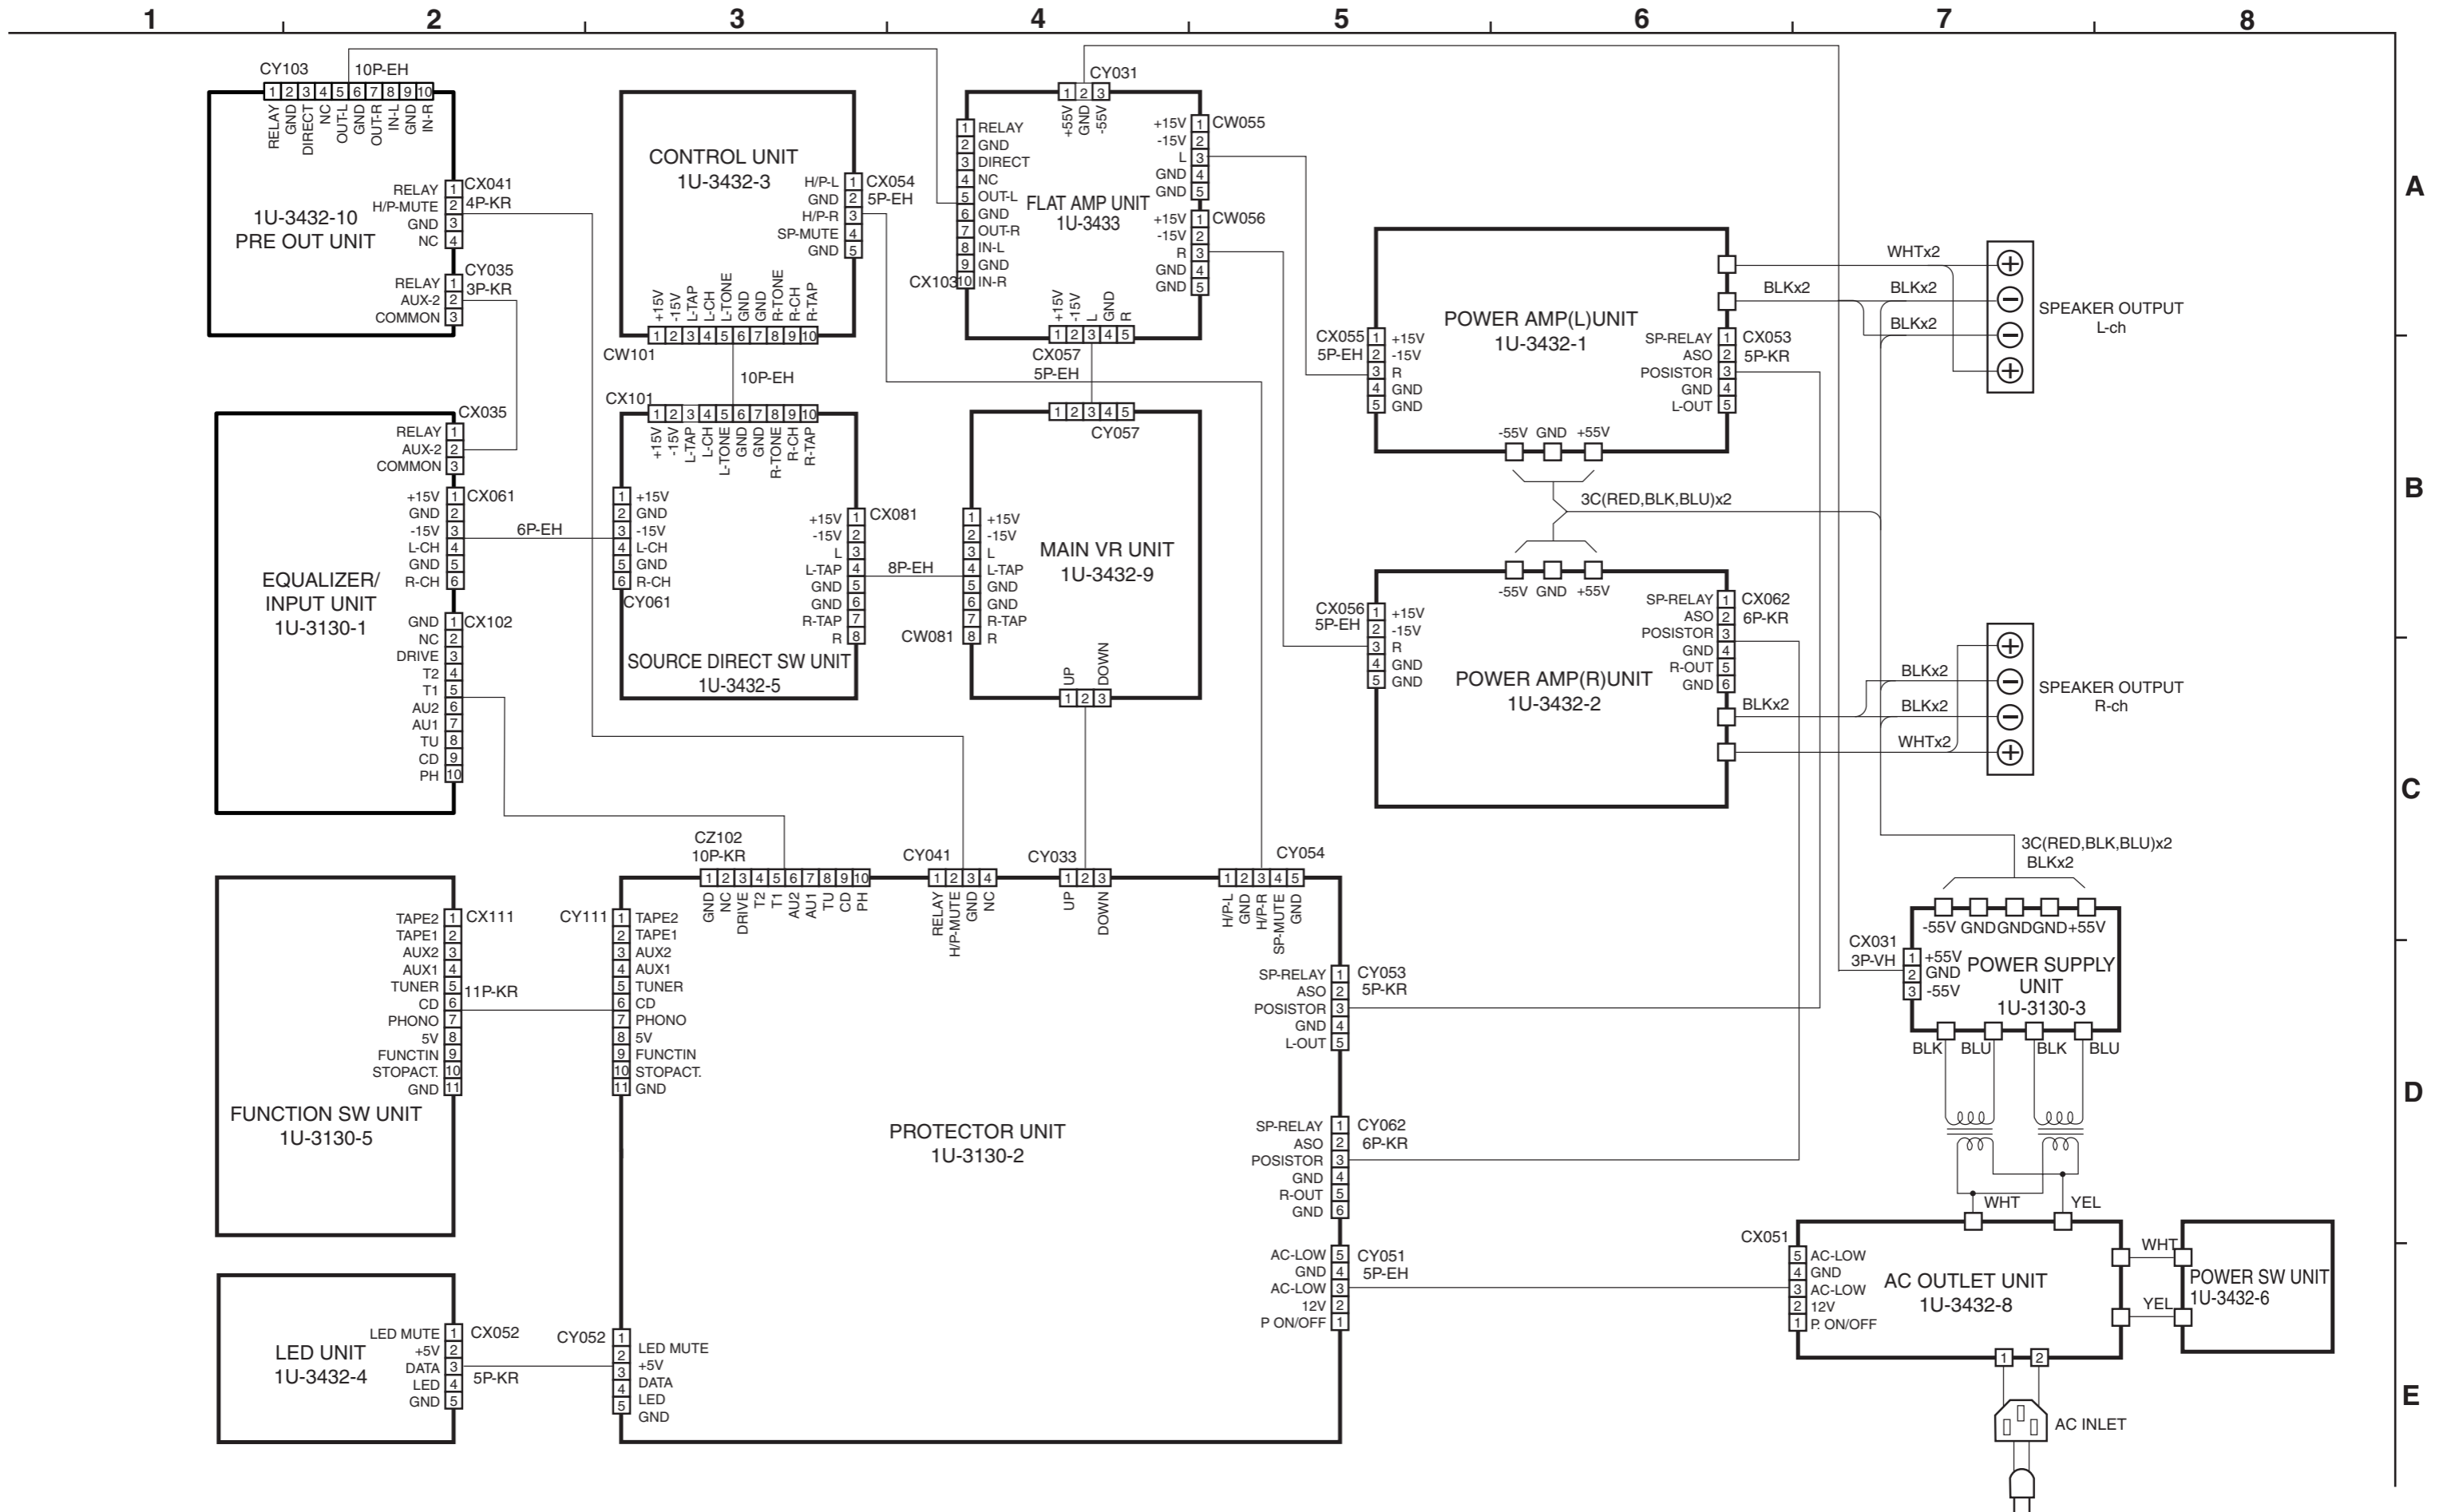 1 2 3 4 5 6 7 8
A
B
C
D
E
CY103 10P-EH
1 2 3 4 5 6 7 8 9 10
RELAY GND DIRECT NC OUT-L GND OUT-R IN-L GND IN-R
1U-3432-10
PRE OUT UNIT
RELAY 1 CX041
H/P-MUTE 2 4P-KR
GND 3
NC 4
CY035
RELAY 1 3P-KR
AUX-2 2
COMMON 3
CONTROL UNIT
1U-3432-3
H/P-L 1 CX054
GND 2 5P-EH
H/P-R 3
SP-MUTE 4
GND 5
+15V -15V L-TAP L-CH L-TONE GND GND R-TONE R-CH R-TAP
1 2 3 4 5 6 7 8 9 10
CW101
10P-EH
CY031
1 2 3
+55V GND -55V
1 RELAY
2 GND
3 DIRECT
4 NC
5 OUT-L
6 GND
7 OUT-R
8 IN-L
9 GND
CX103 10 IN-R
FLAT AMP UNIT
1U-3433
+15V 1 CW055
-15V 2
L 3
GND 4
GND 5
+15V 1 CW056
-15V 2
R 3
GND 4
GND 5
+15V -15V L GND R
1 2 3 4 5
CX057
5P-EH
POWER AMP(L)UNIT
1U-3432-1
CX055 1 +15V
5P-EH 2 -15V
3 R
4 GND
5 GND
SP-RELAY 1 CX053
ASO 2 5P-KR
POSISTOR 3
GND 4
L-OUT 5
-55V GND +55V
WHTx2
BLKx2 BLKx2
BLKx2
+
−
−
+
SPEAKER OUTPUT
L-ch
CX035
RELAY 1
AUX-2 2
COMMON 3
+15V 1 CX061
GND 2
-15V 3 6P-EH
L-CH 4
GND 5
R-CH 6
EQUALIZER/
INPUT UNIT
1U-3130-1
GND 1 CX102
NC 2
DRIVE 3
T2 4
T1 5
AU2 6
AU1 7
TU 8
CD 9
PH 10
CX101
1 2 3 4 5 6 7 8 9 10
+15V -15V L-TAP L-CH L-TONE GND GND R-TONE R-CH R-TAP
1 +15V
2 GND
3 -15V
4 L-CH
5 GND
6 R-CH
CY061
+15V 1 CX081
-15V 2
L 3
L-TAP 4 8P-EH
GND 5
GND 6
R-TAP 7
R 8
SOURCE DIRECT SW UNIT
1U-3432-5
1 2 3 4 5
CY057
1 +15V
2 -15V
3 L
4 L-TAP
5 GND
6 GND
7 R-TAP
CW081 8 R
MAIN VR UNIT
1U-3432-9
UP DOWN
1 2 3
3C(RED,BLK,BLU)x2
-55V GND +55V
CX056 1 +15V
5P-EH 2 -15V
3 R
4 GND
5 GND
POWER AMP(R)UNIT
1U-3432-2
SP-RELAY 1 CX062
ASO 2 6P-KR
POSISTOR 3
GND 4
R-OUT 5
GND 6
BLKx2
BLKx2
BLKx2
WHTx2
+
−
−
+
SPEAKER OUTPUT
R-ch
3C(RED,BLK,BLU)x2
BLKx2
-55V GND GND GND +55V
CX031
3P-VH
1 +55V
2 GND
3 -55V
POWER SUPPLY
UNIT
1U-3130-3
BLK BLU BLK BLU
WHT YEL
TAPE2 1 CX111
TAPE1 2
AUX2 3
AUX1 4
TUNER 5 11P-KR
CD 6
PHONO 7
5V 8
FUNCTIN 9
STOPACT. 10
GND 11
FUNCTION SW UNIT
1U-3130-5
CZ102
10P-KR
1 2 3 4 5 6 7 8 9 10
GND NC DRIVE T2 T1 AU2 AU1 TU CD PH
CY041
1 2 3 4
RELAY H/P-MUTE GND NC
CY033
1 2 3
UP DOWN
CY054
1 2 3 4 5
H/P-L GND H/P-R SP-MUTE GND
CY111 1 TAPE2
2 TAPE1
3 AUX2
4 AUX1
5 TUNER
6 CD
7 PHONO
8 5V
9 FUNCTIN
10 STOPACT.
11 GND
PROTECTOR UNIT
1U-3130-2
SP-RELAY 1 CY053
ASO 2 5P-KR
POSISTOR 3
GND 4
L-OUT 5
SP-RELAY 1 CY062
ASO 2 6P-KR
POSISTOR 3
GND 4
R-OUT 5
GND 6
AC-LOW 5 CY051
GND 4 5P-EH
AC-LOW 3
12V 2
P ON/OFF 1
LED UNIT
1U-3432-4
LED MUTE 1 CX052
+5V 2
DATA 3
LED 4 5P-KR
GND 5
CY052 1
LED MUTE
2
+5V
3
DATA
4
LED
5
GND
CX051
5 AC-LOW
4 GND
3 AC-LOW
2 12V
1 P. ON/OFF
AC OUTLET UNIT
1U-3432-8
WHT
YEL
POWER SW UNIT
1U-3432-6
1 2
AC INLET